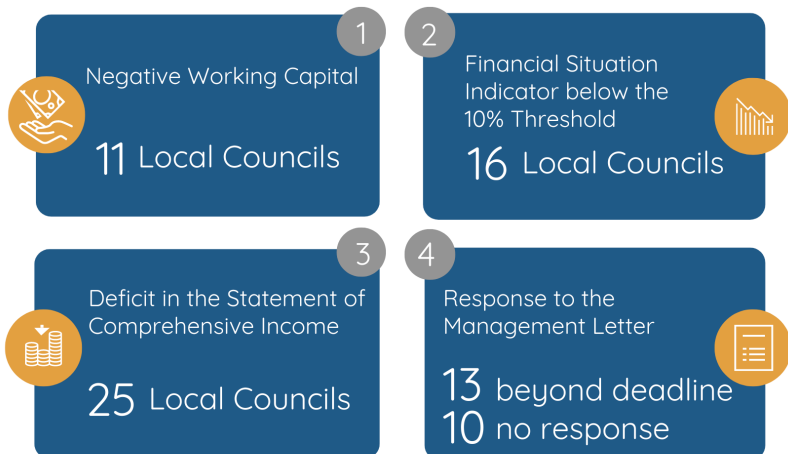 1
Negative Working Capital
11 Local Councils
2
Financial Situation
Indicator below the
10% Threshold
16 Local Councils
3
Deficit in the Statement of
Comprehensive Income
25 Local Councils
4
Response to the
Management Letter
13 beyond deadline
10 no response